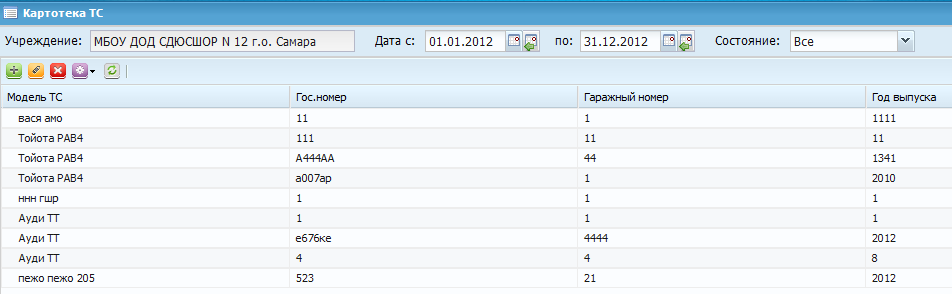 Картотека ТС
Учреждение: МБОУ ДОД СДЮСШОР N 12 г.о. Самара Дата с: 01.01.2012 по: 31.12.2012 Состояние: Все
Модель ТС Гос.номер Гаражный номер Год выпуска
вася амо 11 1 1111
Тойота РАВ4 111 11 11
Тойота РАВ4 А444АА 44 1341
Тойота РАВ4 а007ар 1 2010
ннн гшр 1 1 1
Ауди ТТ 1 1 1
Ауди ТТ е676ке 4444 2012
Ауди ТТ 4 4 8
пежо пежо 205 523 21 2012